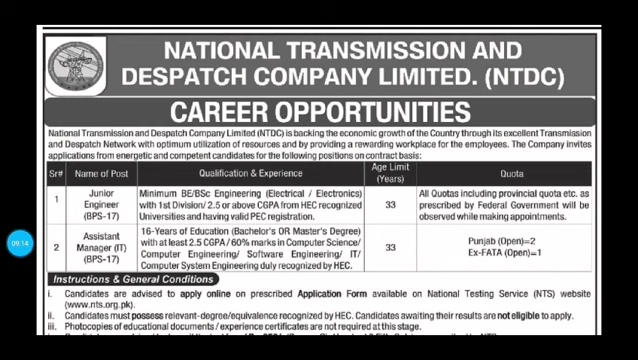 NATIONAL TRANSMISSION AND
DESPATCH COMPANY LIMITED. (NTDC)
CAREER OPPORTUNITIES
National Transmission and Despatch Company Limited (NTDC) is backing the economic growth of the Country through its excellent Transmission
and Despatch Network with optimum utilization of resources and by providing a rewarding workplace for the employees. The Company invites
applications from energetic and competent candidates for the following positions on contract basis:
Sr# Name of Post Qualification & Experience Age Limit (Years) Quota
1 Junior Engineer (BPS-17) Minimum BE/BSc Engineering (Electrical / Electronics) with 1st Division/ 2.5 or above CGPA from HEC recognized Universities and having valid PEC registration. 33 All Quotas including provincial quota etc. as prescribed by Federal Government will be observed while making appointments.
09:14
2 Assistant Manager (IT) (BPS-17) 16-Years of Education (Bachelor's OR Master's Degree) with at least 2.5 CGPA / 60% marks in Computer Science/ Computer Engineering/ Software Engineering/ IT/ Computer System Engineering duly recognized by HEC. 33 Punjab (Open)=2 Ex-FATA (Open)=1
Instructions & General Conditions
i. Candidates are advised to apply online on prescribed Application Form available on National Testing Service (NTS) website
(www.nts.org.pk).
ii. Candidates must possess relevant-degree/equivalence recognized by HEC. Candidates awaiting their results are not eligible to apply.
iii. Photocopies of educational documents / experience certificates are not required at this stage.